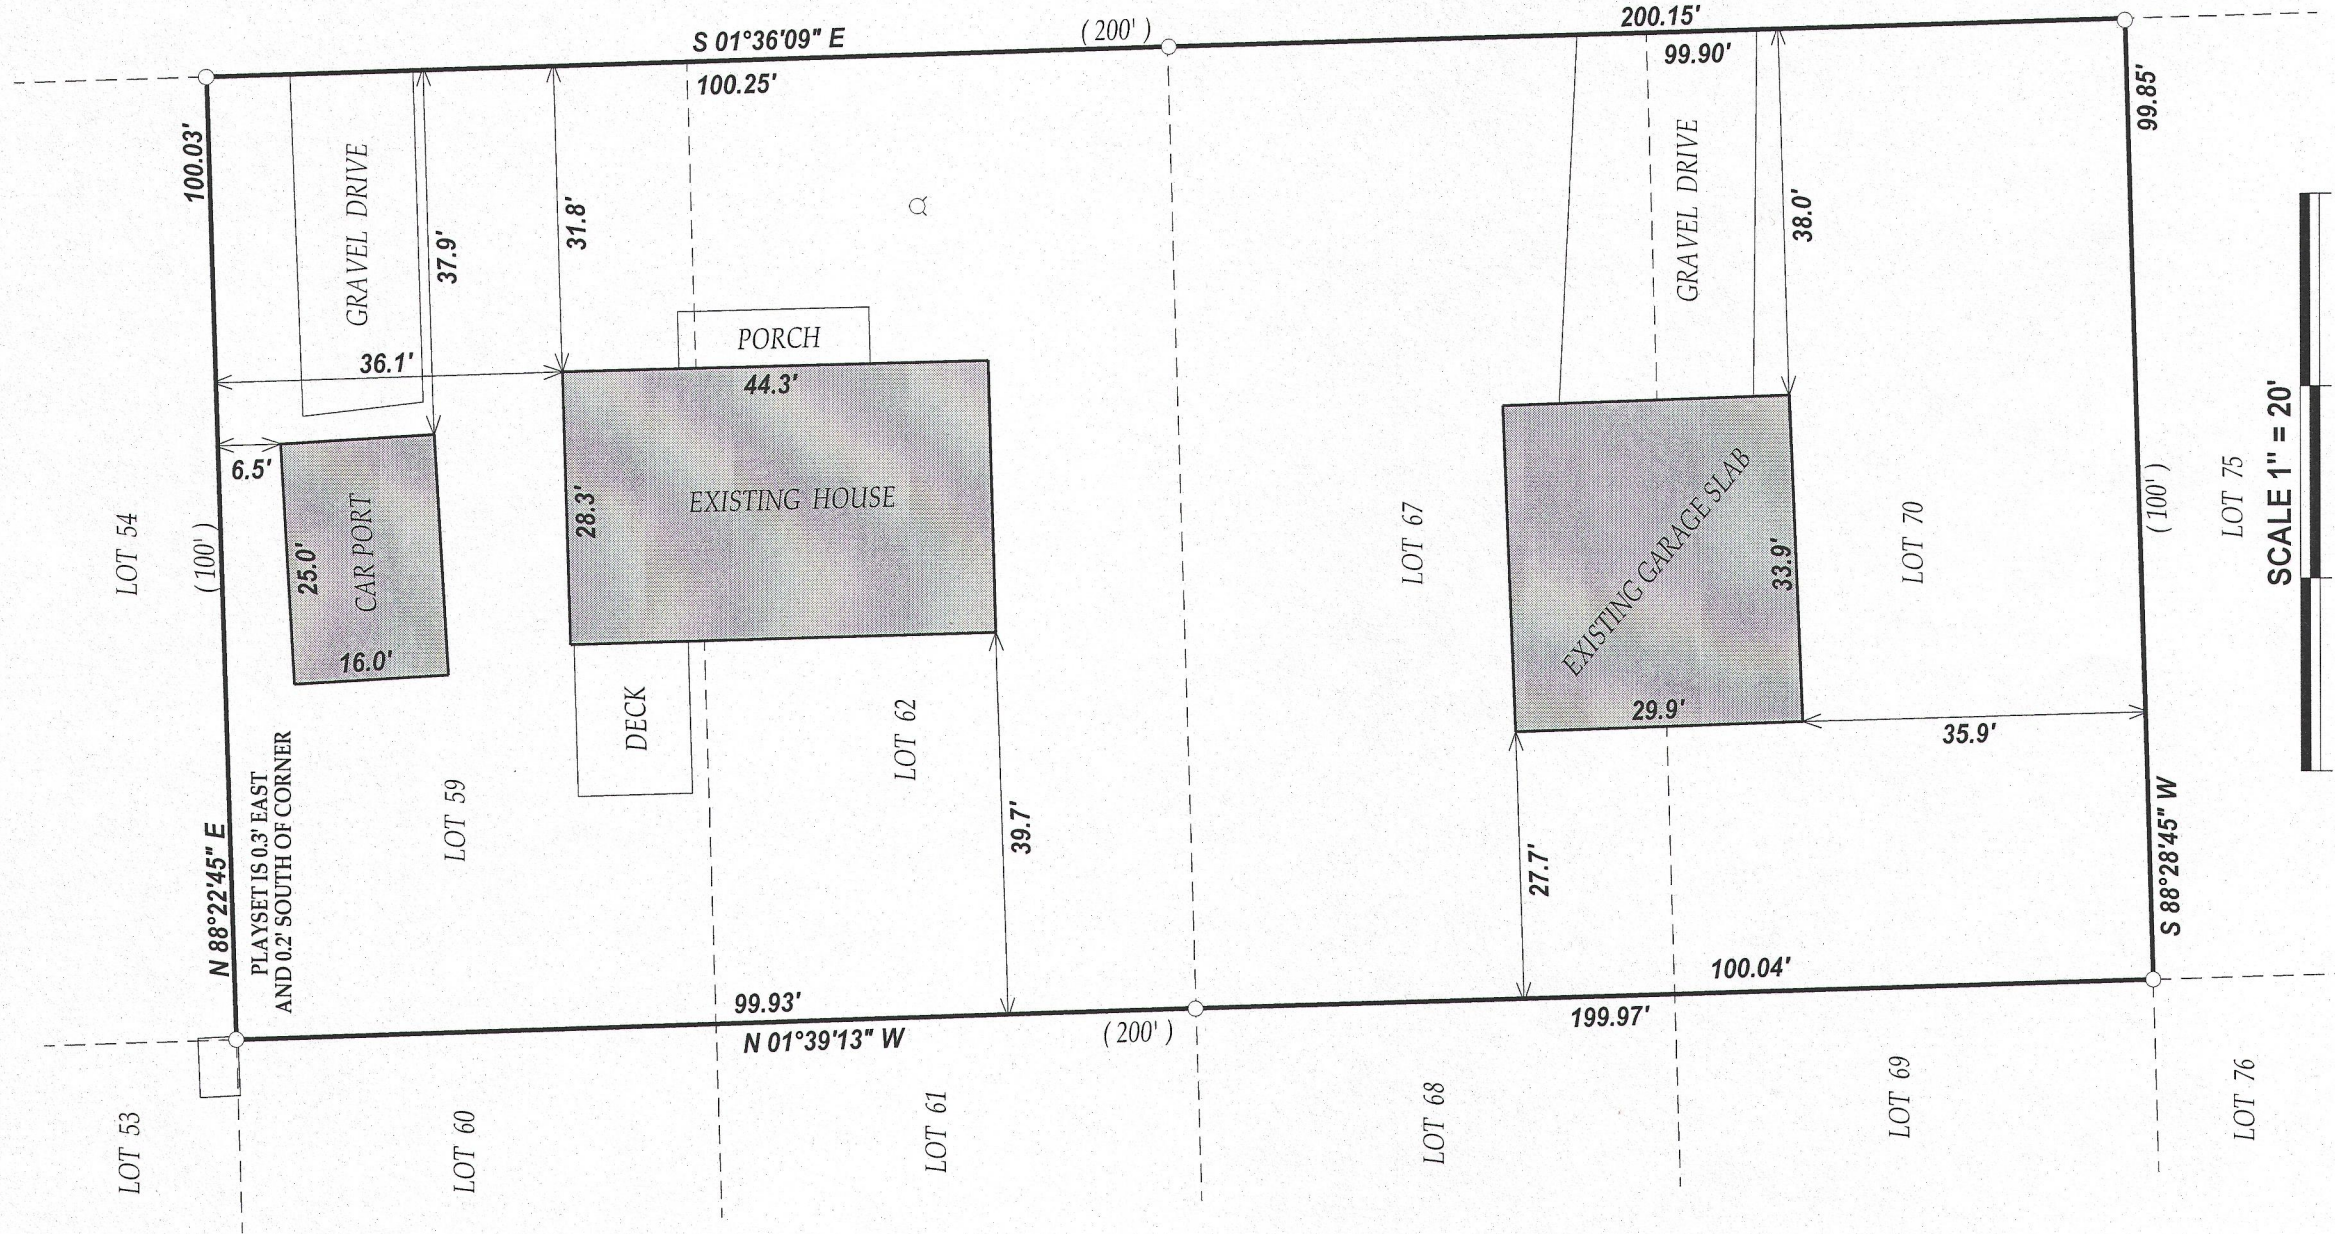 S 01°36'09" E
( 200' )
200.15'
100.25'
99.90'
100.03'
99.85'
GRAVEL DRIVE
37.9'
31.8'
GRAVEL DRIVE
38.0'
PORCH
36.1'
44.3'
6.5'
28.3'
EXISTING HOUSE
LOT 54
( 100' )
25.0'
CAR PORT
16.0'
LOT 67
EXISTING GARAGE SLAB
33.9'
29.9'
LOT 70
( 100' )
LOT 75
SCALE 1" = 20'
35.9'
DECK
LOT 62
LOT 59
39.7'
27.7'
N 88°22'45" E
PLAYSET IS 0.3' EAST
AND 0.2' SOUTH OF CORNER
S 88°28'45" W
99.93'
N 01°39'13" W
( 200' )
100.04'
199.97'
LOT 53
LOT 60
LOT 61
LOT 68
LOT 69
LOT 76